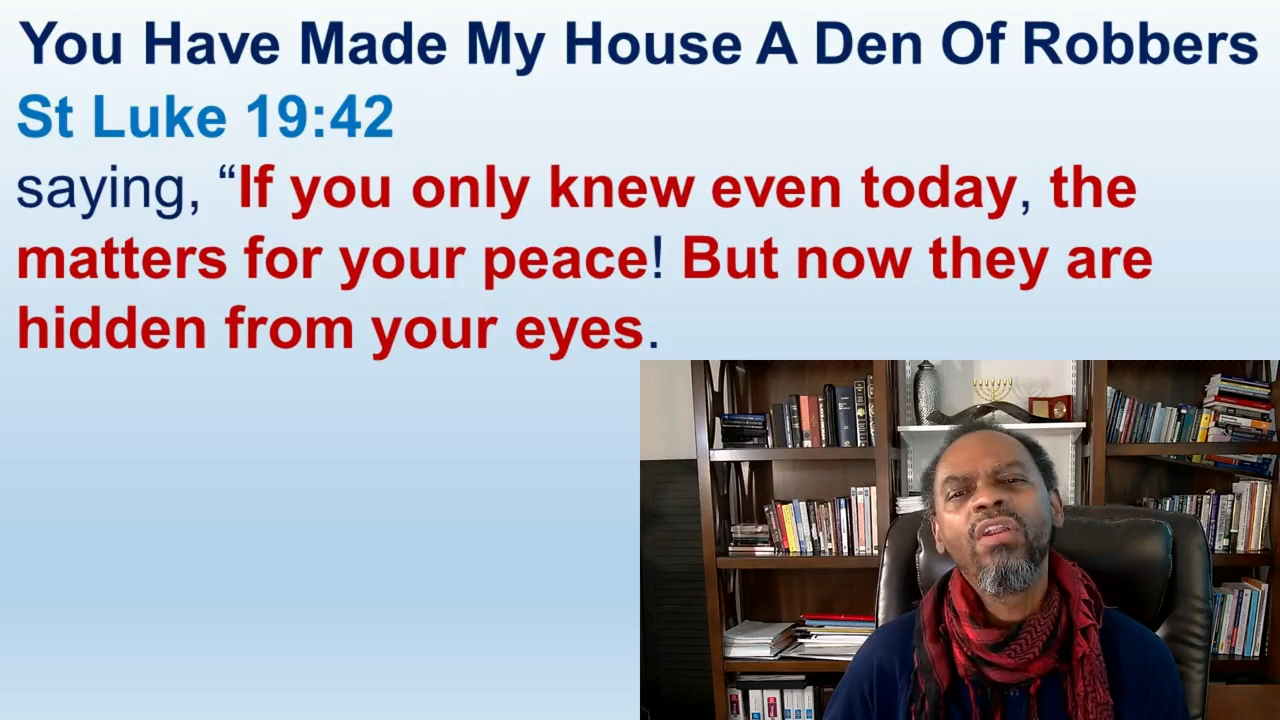 You Have Made My House A Den Of Robbers
St Luke 19:42
saying, “If you only knew even today, the
matters for your peace! But now they are
hidden from your eyes.